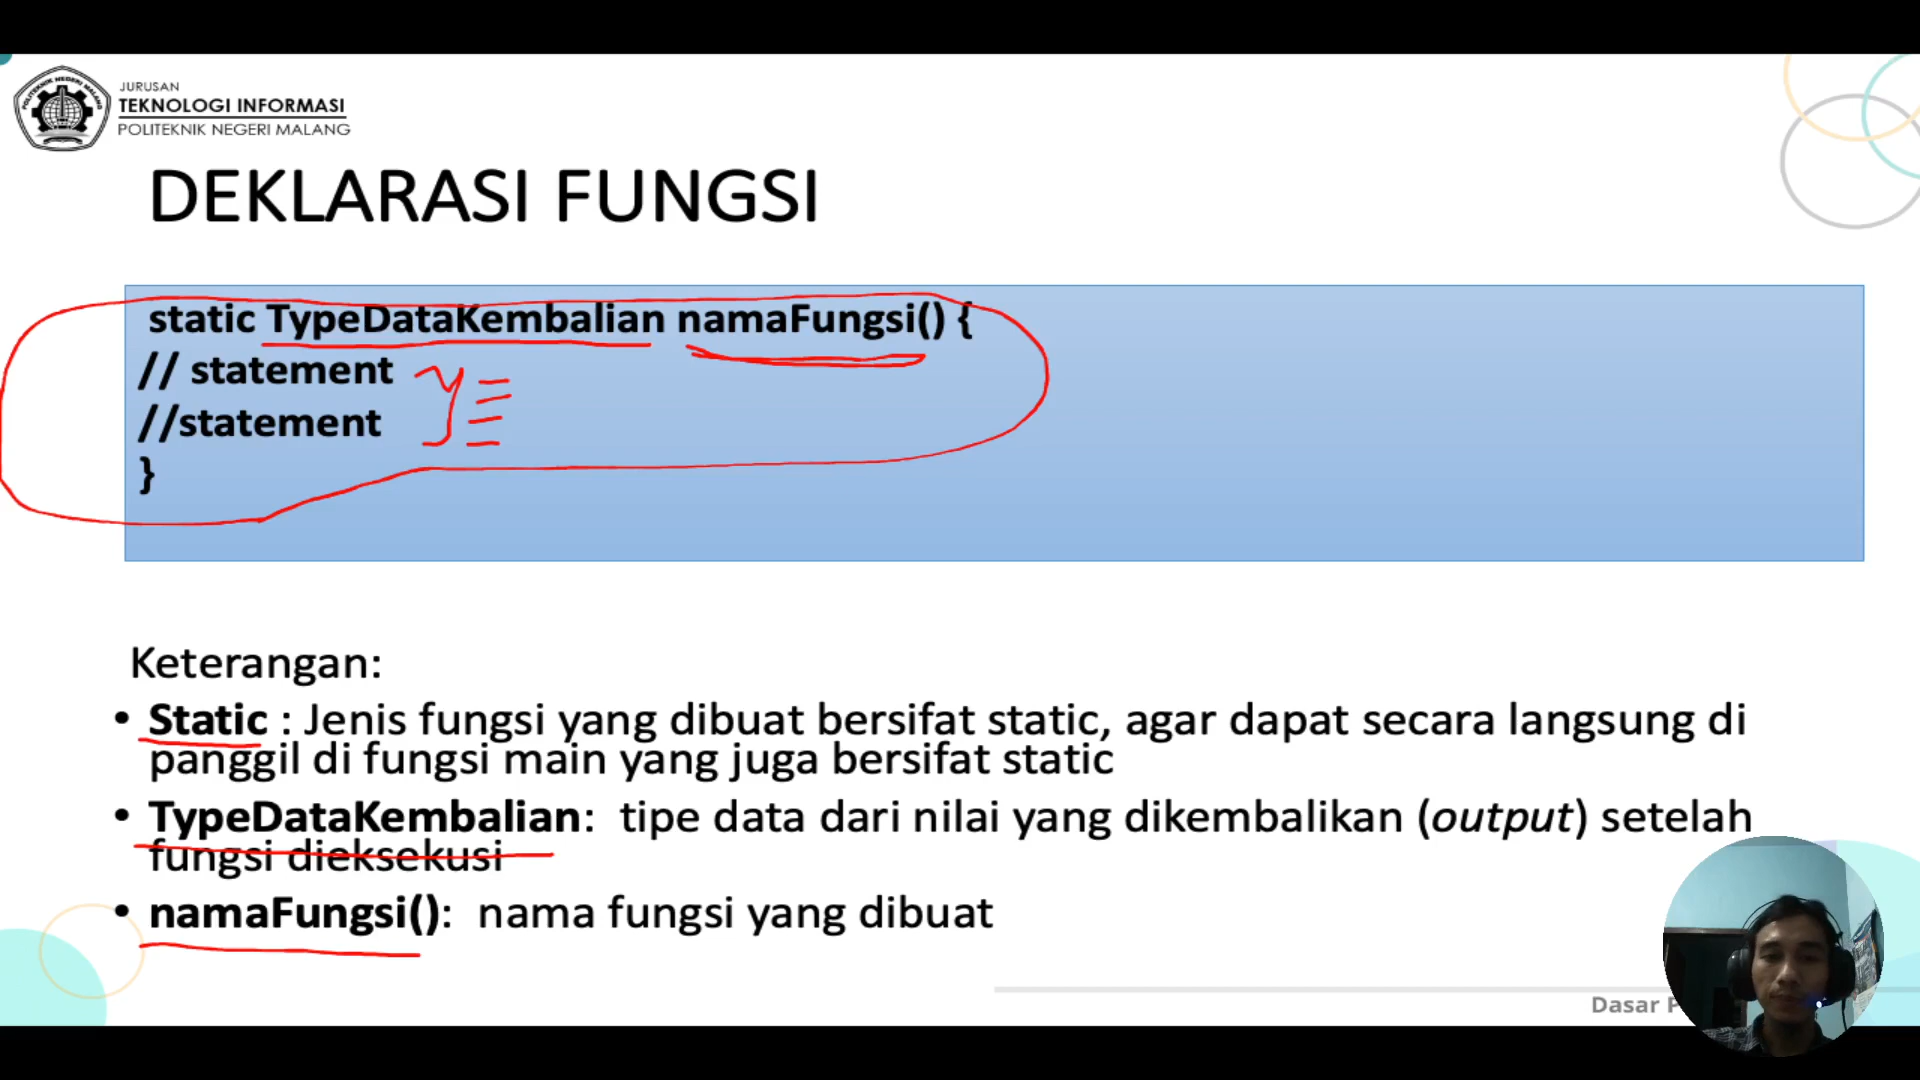 JURUSAN
TEKNOLOGI INFORMASI
POLITEKNIK NEGERI MALANG
DEKLARASI FUNGSI
static TypeDataKembalian namaFungsi() {
// statement
//statement
}
Keterangan:
• Static : Jenis fungsi yang dibuat bersifat static, agar dapat secara langsung di
panggil di fungsi main yang juga bersifat static
• TypeDataKembalian: tipe data dari nilai yang dikembalikan (output) setelah
fungsi dieksekusi
• namaFungsi(): nama fungsi yang dibuat
Dasar